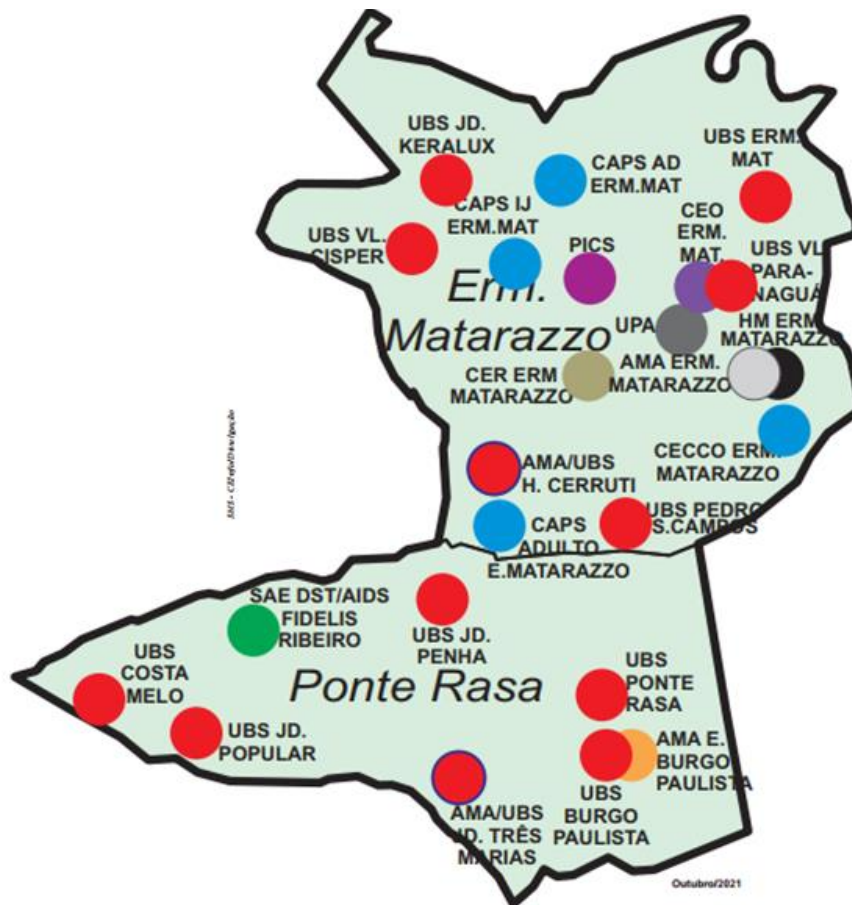 UBS JD.
KERALUX
CAPS AD
ERM.MAT
UBS ERM.
MAT
CAPS IJ
ERM.MAT
UBS VL.
CISPER
PICS
CEO
ERM.
MAT.
UBS VL
PARA-
NAGUÁ
Erm.
Matarazzo
UPA
HM ERM.
MATARAZZO
CER ERM
MATARAZZO
AMA ERM.
MATARAZZO
CECCO ERM.
MATARAZZO
AMA/UBS
H. CERRUTI
UBS PEDRO
S.CAMPOS
CAPS
ADULTO
E.MATARAZZO
SAE DST/AIDS
FIDELIS
RIBEIRO
UBS JD.
PENHA
UBS
COSTA
MELO
Ponte Rasa
UBS
PONTE
RASA
UBS JD.
POPULAR
AMA E.
BURGO
PAULISTA
UBS
BURGO
PAULISTA
AMA/UBS
JD. TRÊS
MARIAS
Outubro/2021